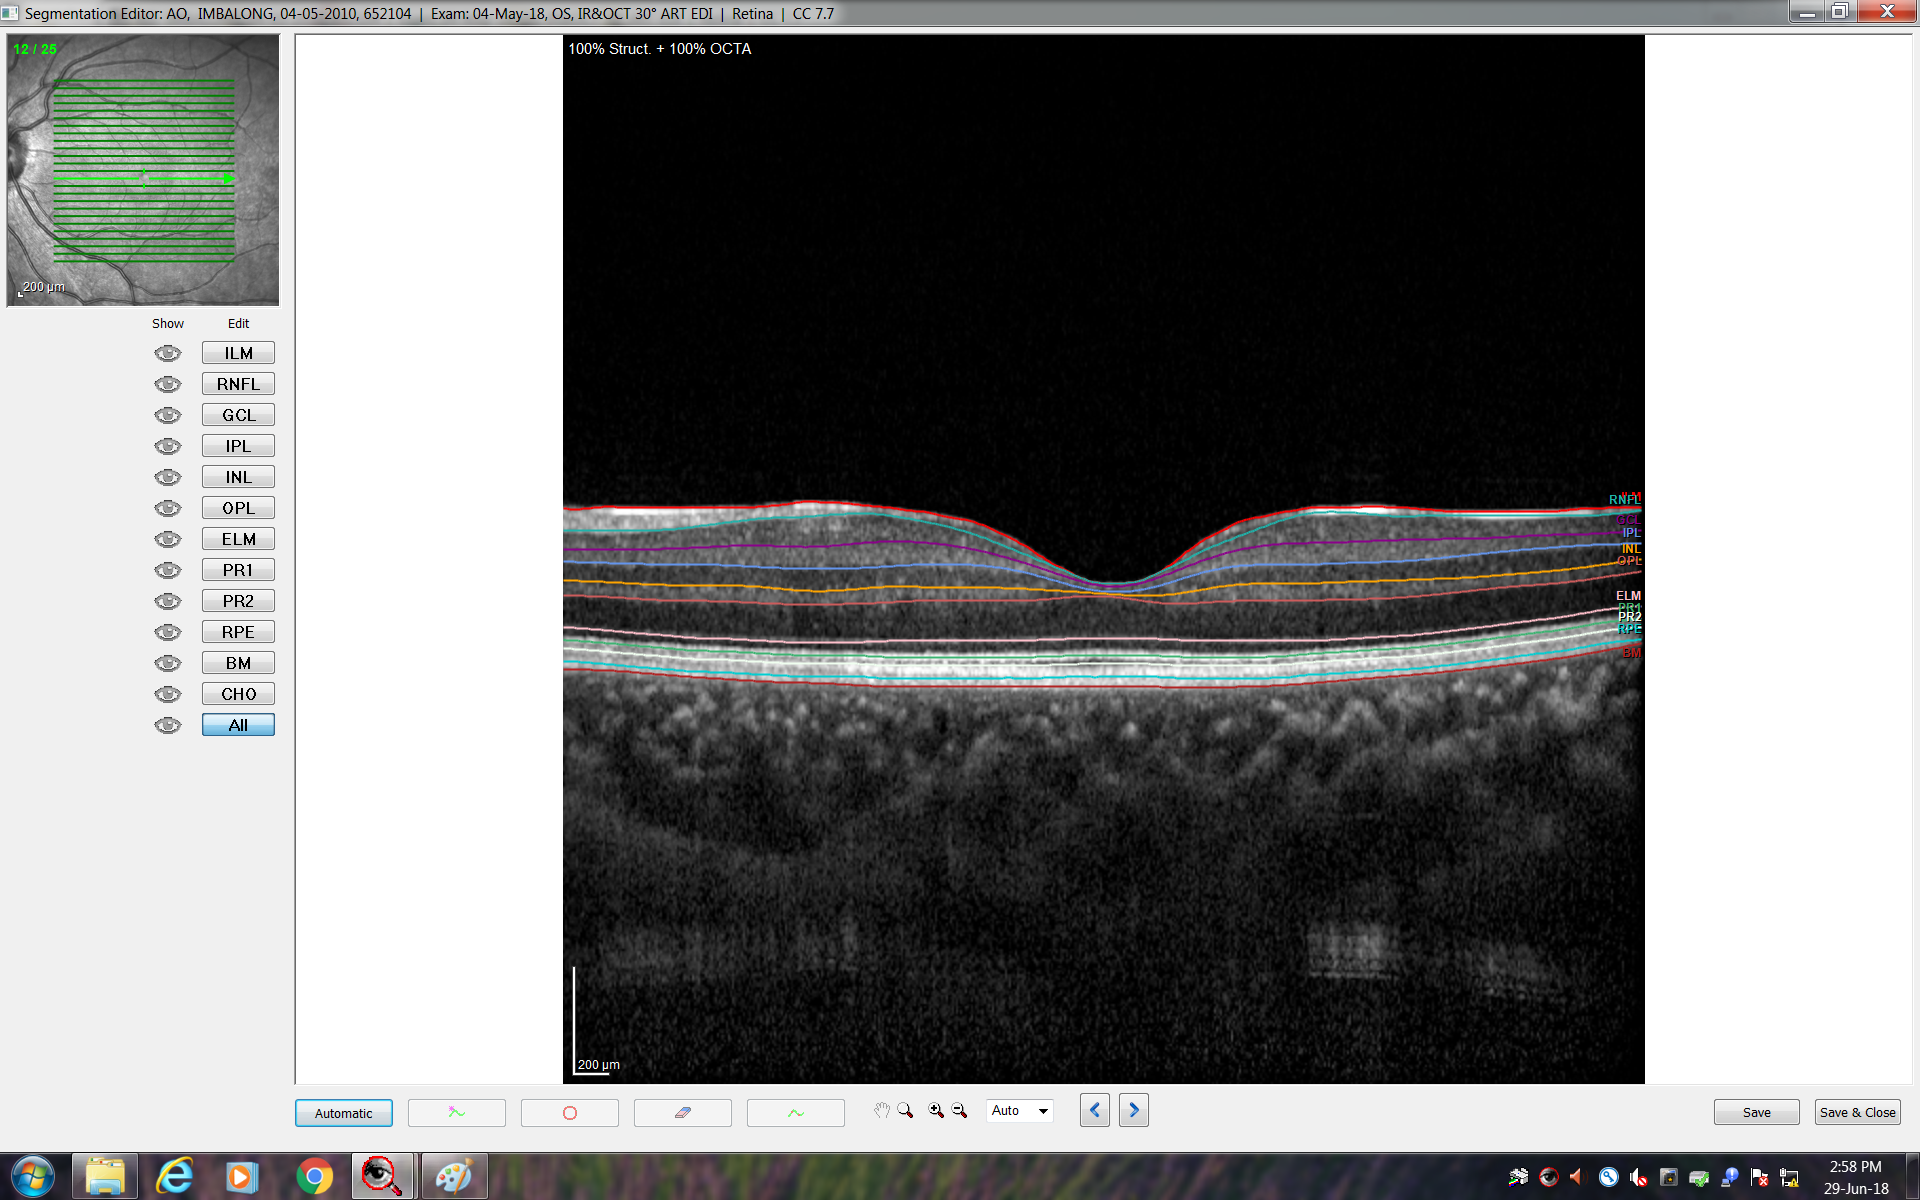 Segmentation Editor: AO,  IMBALONG, 04-05-2010, 652104  |  Exam: 04-May-18, OS, IR&OCT 30° ART EDI  |  Retina  |  CC 7.7
12 / 25
200 µm
100% Struct. + 100% OCTA
Show Edit
ILM
RNFL
GCL
IPL
INL
OPL
ELM
PR1
PR2
RPE
BM
CHO
All
ILM
RNFL
GCL
IPL
INL
OPL
ELM
PR1
PR2
RPE
BM
200 µm
Automatic
Auto
Save
Save & Close
2:58 PM
29-Jun-18